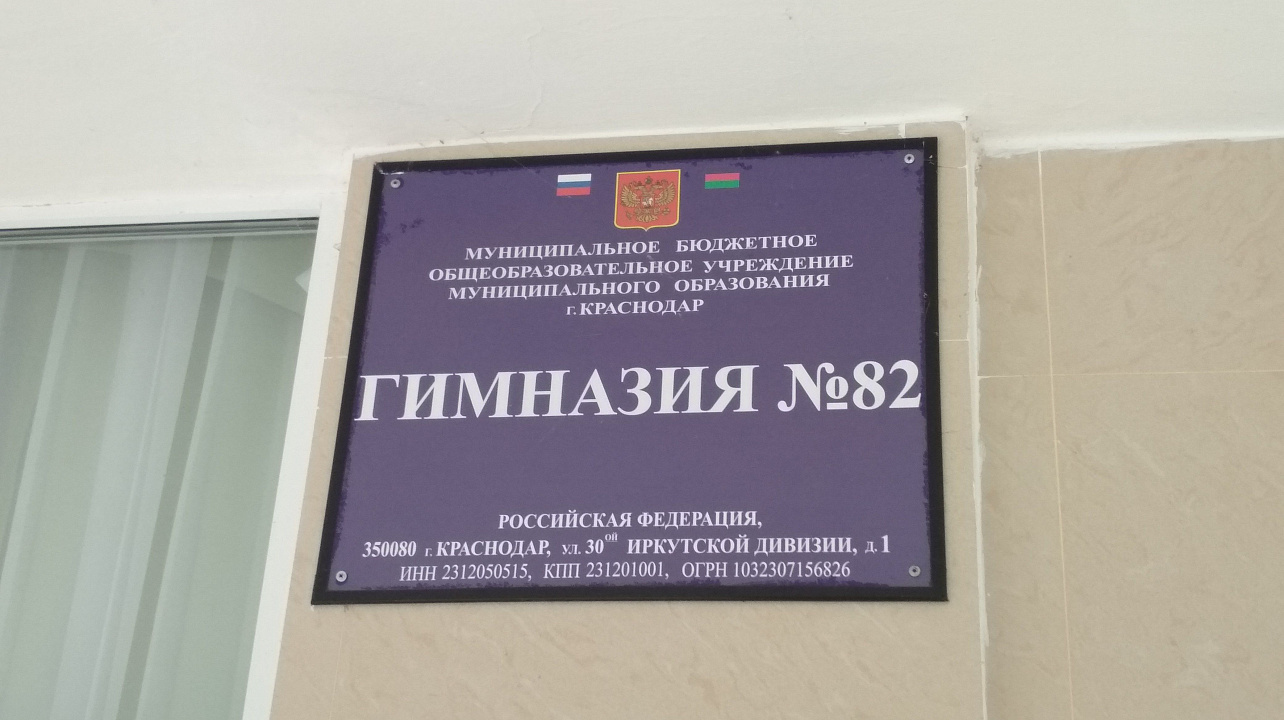 МУНИЦИПАЛЬНОЕ БЮДЖЕТНОЕ
ОБЩЕОБРАЗОВАТЕЛЬНОЕ УЧРЕЖДЕНИЕ
МУНИЦИПАЛЬНОГО ОБРАЗОВАНИЯ
г. КРАСНОДАР
ГИМНАЗИЯ №82
РОССИЙСКАЯ ФЕДЕРАЦИЯ,
350080 г. КРАСНОДАР, ул. 30ой ИРКУТСКОЙ ДИВИЗИИ, д. 1
ИНН 2312050515, КПП 231201001, ОГРН 1032307156826